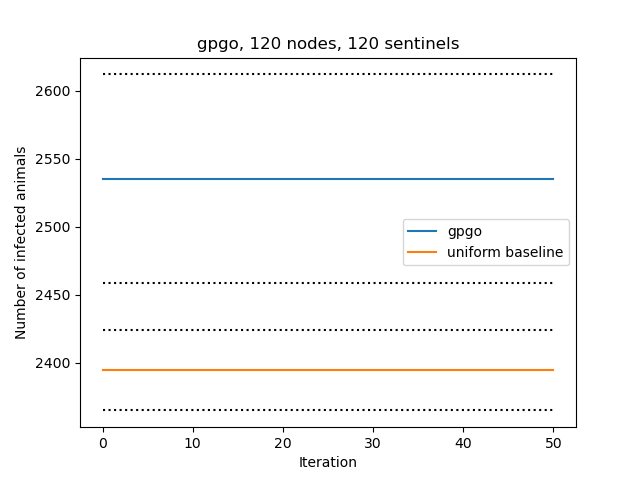 gpgo, 120 nodes, 120 sentinels
Number of infected animals
2600
2550
2500
2450
2400
gpgo
uniform baseline
0 10 20 30 40 50
Iteration